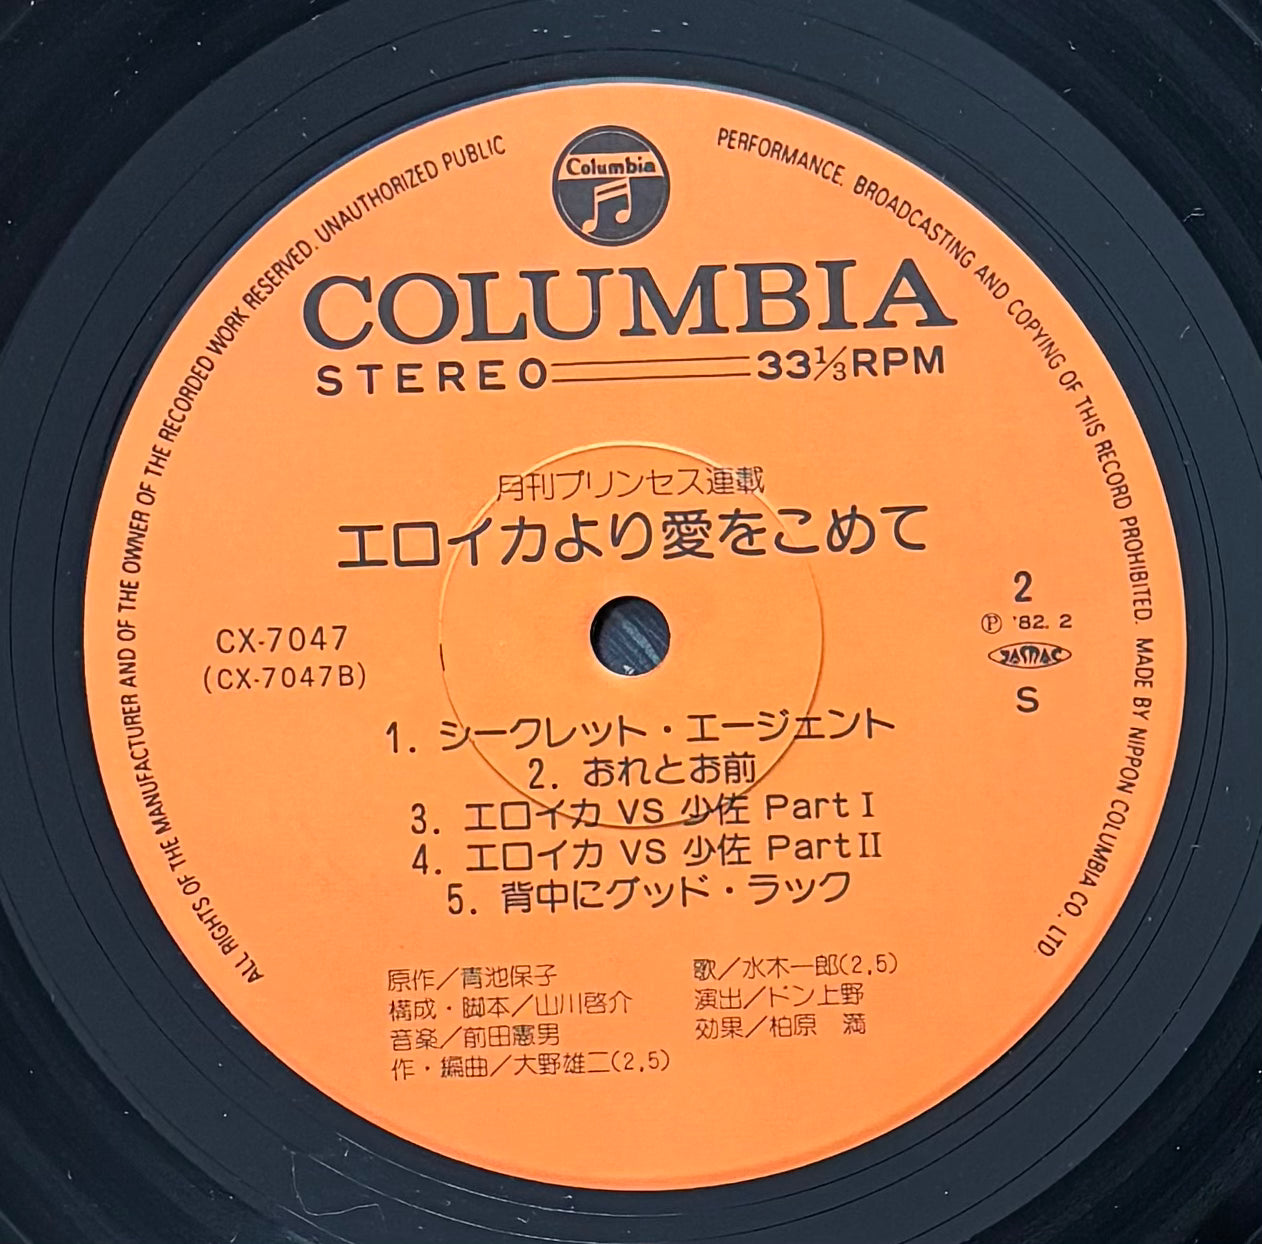 Columbia
ALL RIGHTS OF THE MANUFACTURER AND OF THE OWNER OF THE RECORDED WORK RESERVED. UNAUTHORIZED PUBLIC PERFORMANCE. BROADCASTING AND COPYING OF THIS RECORD PROHIBITED. MADE BY NIPPON COLUMBIA CO., LTD
COLUMBIA
STEREO 33⅓RPM
月刊プリンセス連載
エロイカより愛をこめて
CX-7047
(CX-7047B)
2
Ⓟ '82. 2
JASRAC
S
1. シークレット・エージェント
2. おれとお前
3. エロイカ VS 少佐 Part I
4. エロイカ VS 少佐 Part II
5. 背中にグッド・ラック
原作／青池保子
構成・脚本／山川啓介
音楽／前田憲男
作・編曲／大野雄二(2,5)
歌／水木一郎(2,5)
演出／ドン上野
効果／柏原 満